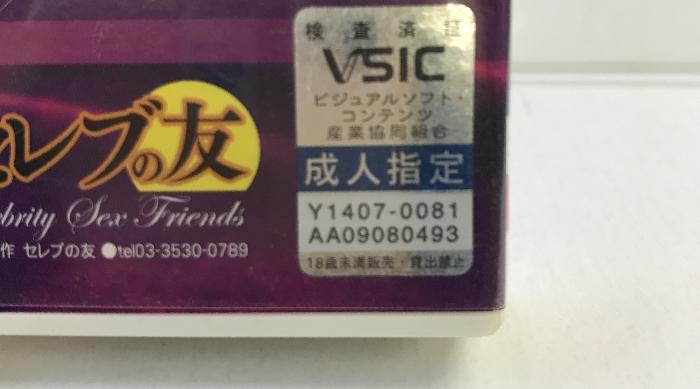 検査済証
VSIC
ビジュアルソフト・
コンテンツ
産業協同組合
成人指定
Y1407-0081
AA09080493
18歳未満販売・貸出禁止
セレブの友
ebrity Sex Friends
作 セレブの友 ●tel03-3530-0789